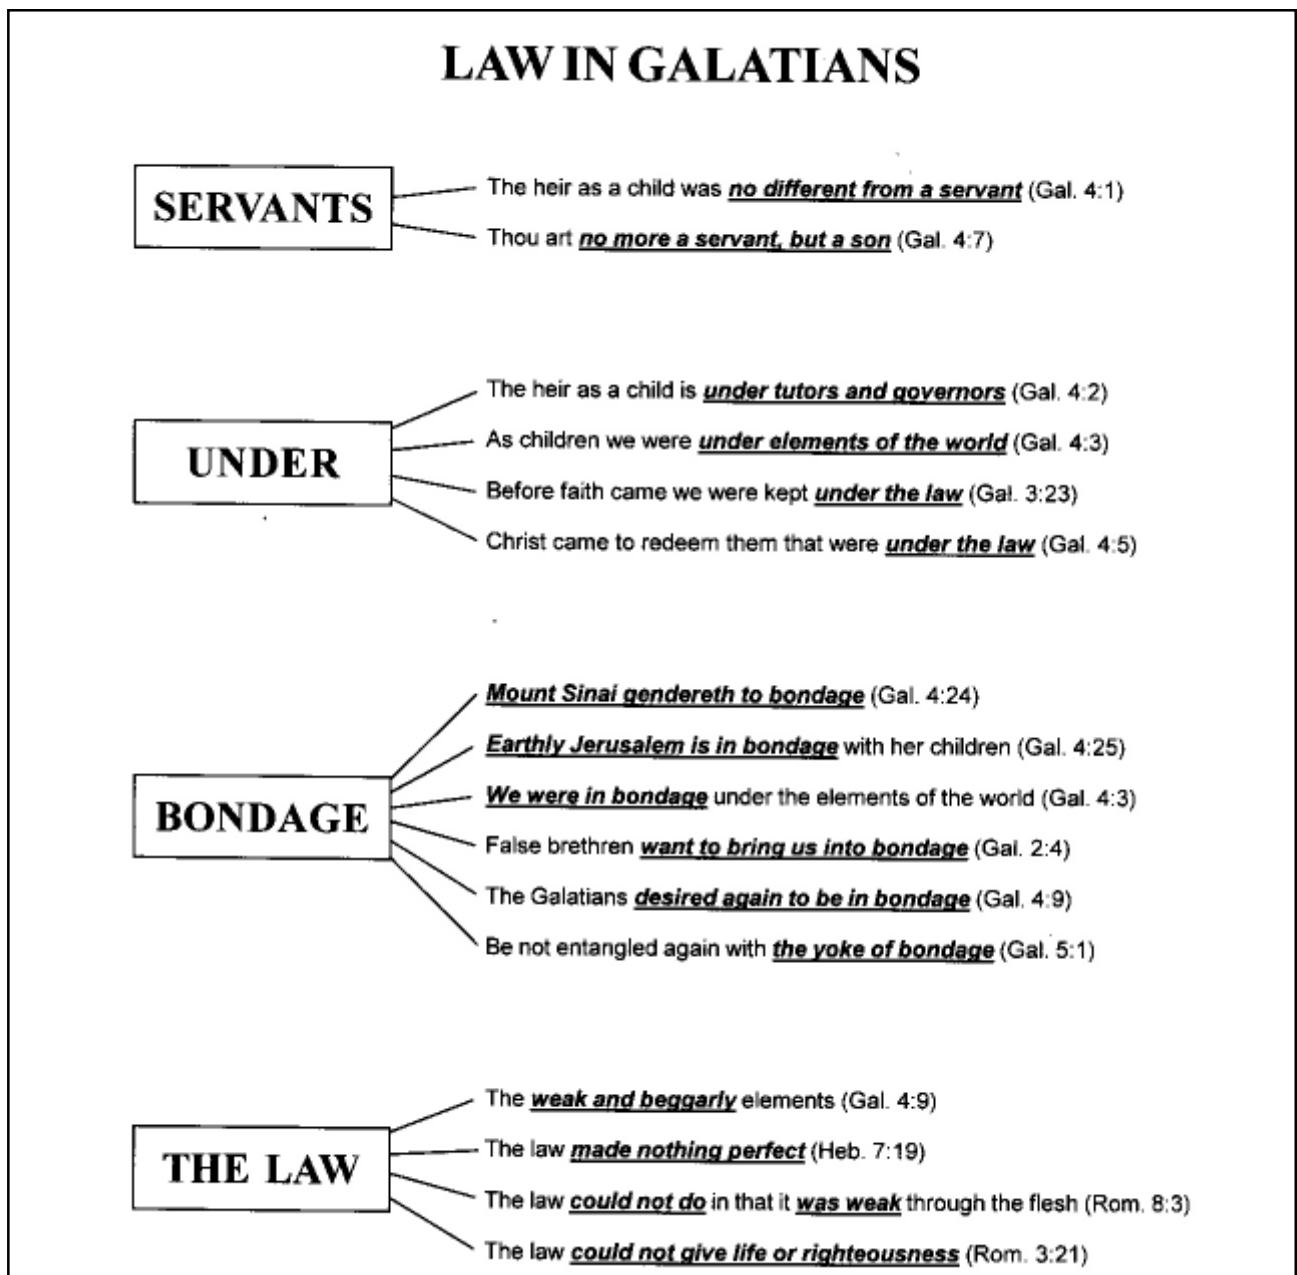 LAW IN GALATIANS
SERVANTS
The heir as a child was no different from a servant (Gal. 4:1)
Thou art no more a servant, but a son (Gal. 4:7)
UNDER
The heir as a child is under tutors and governors (Gal. 4:2)
As children we were under elements of the world (Gal. 4:3)
Before faith came we were kept under the law (Gal. 3:23)
Christ came to redeem them that were under the law (Gal. 4:5)
BONDAGE
Mount Sinai gendereth to bondage (Gal. 4:24)
Earthly Jerusalem is in bondage with her children (Gal. 4:25)
We were in bondage under the elements of the world (Gal. 4:3)
False brethren want to bring us into bondage (Gal. 2:4)
The Galatians desired again to be in bondage (Gal. 4:9)
Be not entangled again with the yoke of bondage (Gal. 5:1)
THE LAW
The weak and beggarly elements (Gal. 4:9)
The law made nothing perfect (Heb. 7:19)
The law could not do in that it was weak through the flesh (Rom. 8:3)
The law could not give life or righteousness (Rom. 3:21)